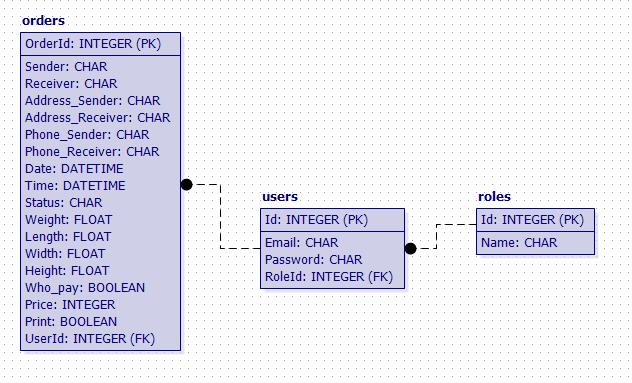 orders
OrderId: INTEGER (PK)
Sender: CHAR
Receiver: CHAR
Address_Sender: CHAR
Address_Receiver: CHAR
Phone_Sender: CHAR
Phone_Receiver: CHAR
Date: DATETIME
Time: DATETIME
Status: CHAR
Weight: FLOAT
Length: FLOAT
Width: FLOAT
Height: FLOAT
Who_pay: BOOLEAN
Price: INTEGER
Print: BOOLEAN
UserId: INTEGER (FK)
users
Id: INTEGER (PK)
Email: CHAR
Password: CHAR
RoleId: INTEGER (FK)
roles
Id: INTEGER (PK)
Name: CHAR